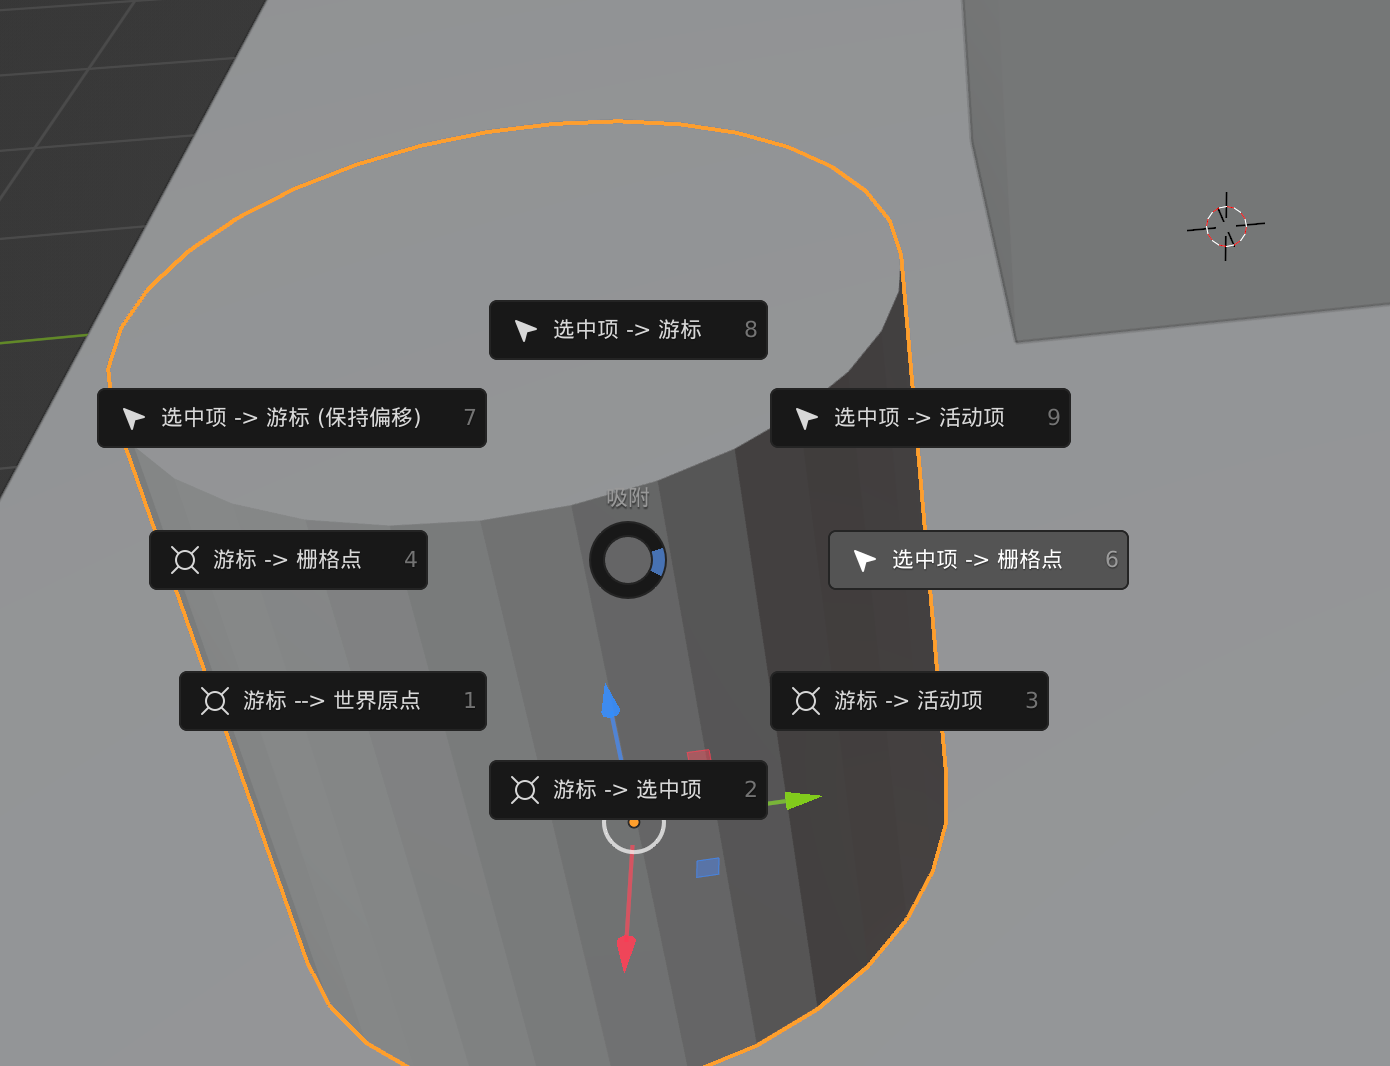 选中项 -> 游标 8
选中项 -> 游标 (保持偏移) 7
选中项 -> 活动项 9
吸附
游标 -> 栅格点 4
选中项 -> 栅格点 6
游标 --> 世界原点 1
游标 -> 活动项 3
游标 -> 选中项 2